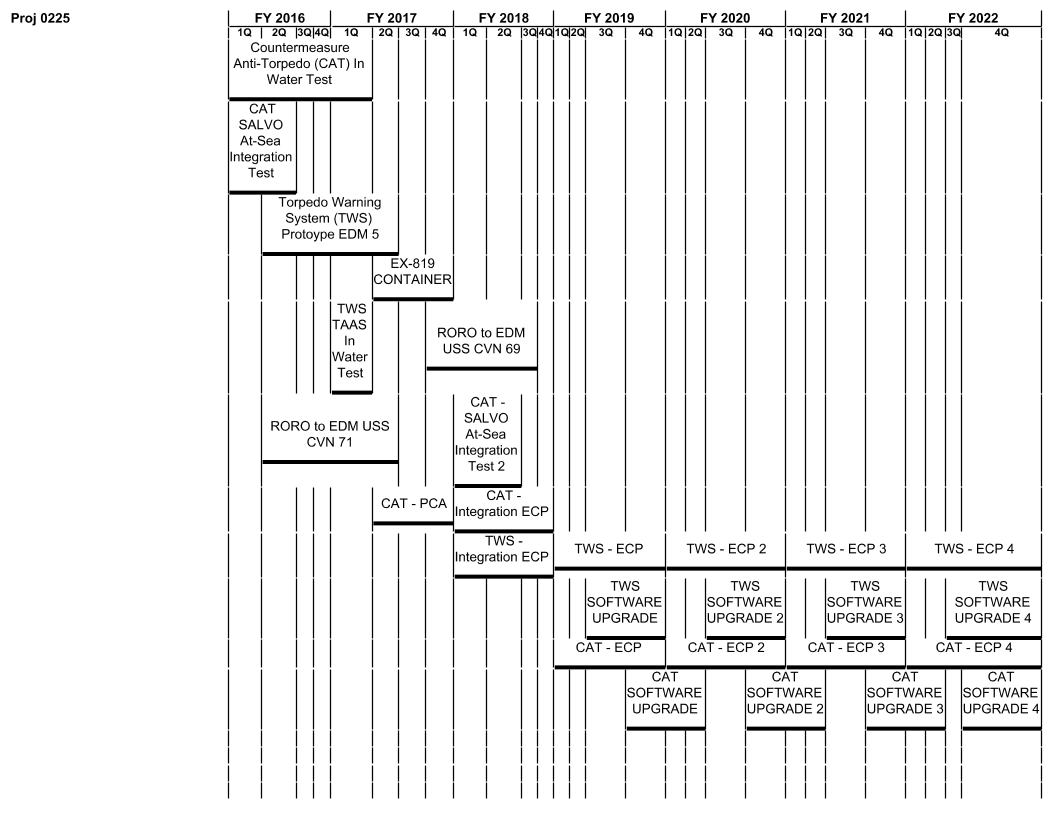 Proj 0225
FY 2016 FY 2017 FY 2018 FY 2019 FY 2020 FY 2021 FY 2022
1Q 2Q 3Q 4Q 1Q 2Q 3Q 4Q 1Q 2Q 3Q 4Q 1Q 2Q 3Q 4Q 1Q 2Q 3Q 4Q 1Q 2Q 3Q 4Q 1Q 2Q 3Q 4Q
Countermeasure
Anti-Torpedo (CAT) In
Water Test
CAT
SALVO
At-Sea
Integration
Test
Torpedo Warning
System (TWS)
Protoype EDM 5
EX-819
CONTAINER
TWS
TAAS
In
Water
Test
RORO to EDM
USS CVN 69
RORO to EDM USS
CVN 71
CAT -
SALVO
At-Sea
Integration
Test 2
CAT - PCA
CAT -
Integration ECP
TWS -
Integration ECP
TWS - ECP
TWS - ECP 2
TWS - ECP 3
TWS - ECP 4
TWS
SOFTWARE
UPGRADE
TWS
SOFTWARE
UPGRADE 2
TWS
SOFTWARE
UPGRADE 3
TWS
SOFTWARE
UPGRADE 4
CAT - ECP
CAT - ECP 2
CAT - ECP 3
CAT - ECP 4
CAT
SOFTWARE
UPGRADE
CAT
SOFTWARE
UPGRADE 2
CAT
SOFTWARE
UPGRADE 3
CAT
SOFTWARE
UPGRADE 4